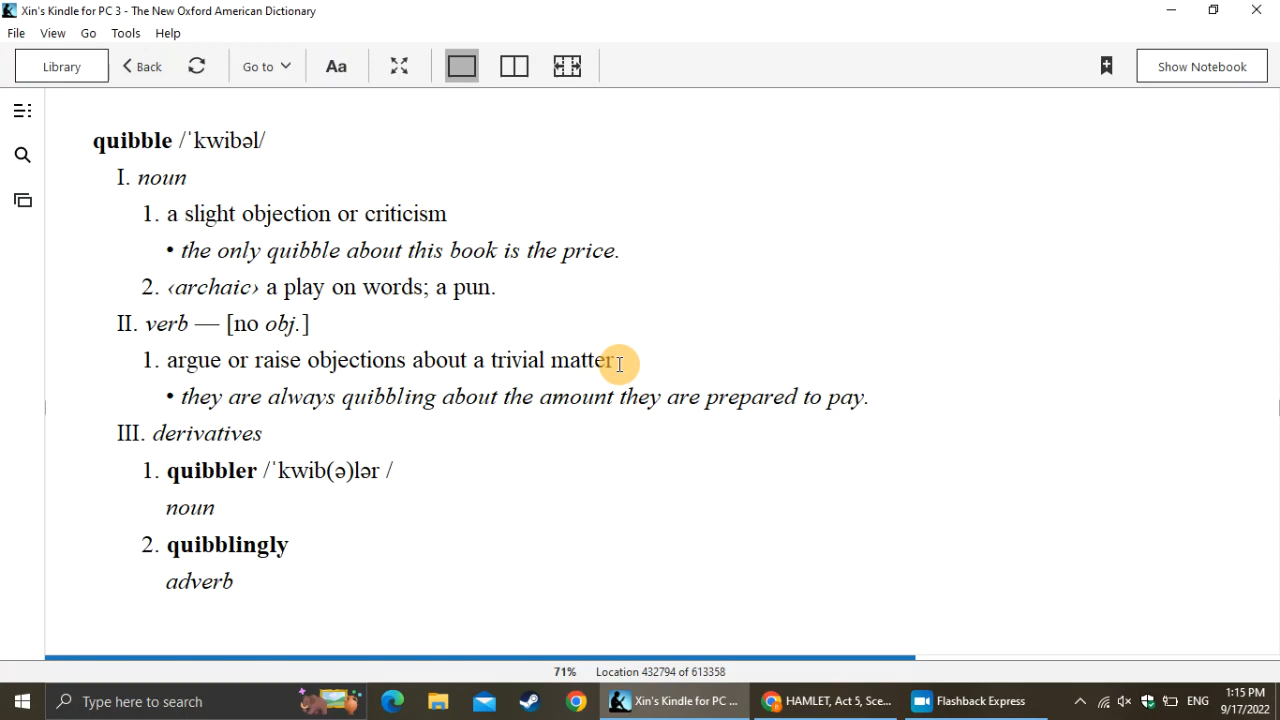 Xin's Kindle for PC 3 - The New Oxford American Dictionary
File View Go Tools Help
Library Back Go to Aa Show Notebook
quibble /ˈkwibəl/
I. noun
1. a slight objection or criticism
• the only quibble about this book is the price.
2. ‹archaic› a play on words; a pun.
II. verb — [no obj.]
1. argue or raise objections about a trivial matter
• they are always quibbling about the amount they are prepared to pay.
III. derivatives
1. quibbler /ˈkwib(ə)lər /
noun
2. quibblingly
adverb
71% Location 432794 of 613358
Type here to search Xin's Kindle for PC ... HAMLET, Act 5, Sce... Flashback Express ENG 1:15 PM
9/17/2022